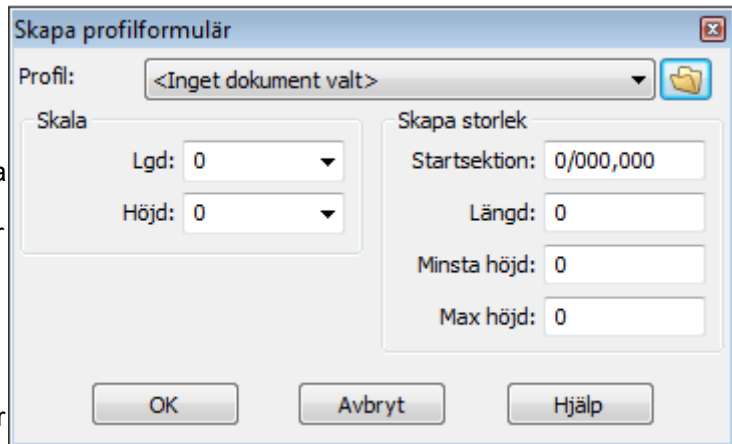 Skapa profilformulär
Profil: <Inget dokument valt>
Skala
Lgd: 0
Höjd: 0
Skapa storlek
Startsektion: 0/000,000
Längd: 0
Minsta höjd: 0
Max höjd: 0
OK Avbryt Hjälp